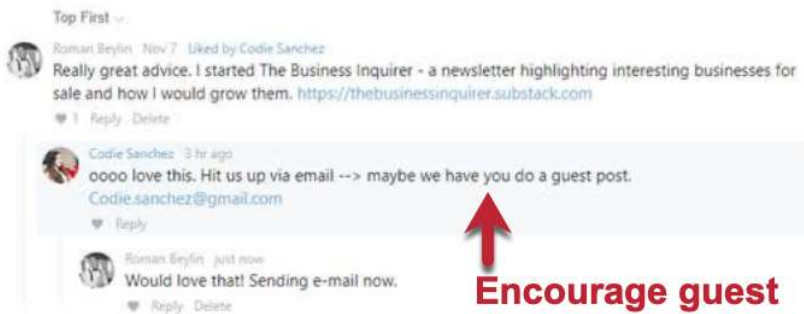 Top First
Roman Beylin Nov 7 Liked by Codie Sanchez
Really great advice. I started The Business Inquirer - a newsletter highlighting interesting businesses for
sale and how I would grow them. https://thebusinessinquirer.substack.com
1 Reply Delete
Codie Sanchez 3 hr ago
oooo love this. Hit us up via email --> maybe we have you do a guest post.
Codie.sanchez@gmail.com
Reply
Roman Beylin just now
Would love that! Sending e-mail now.
Reply Delete
Encourage guest